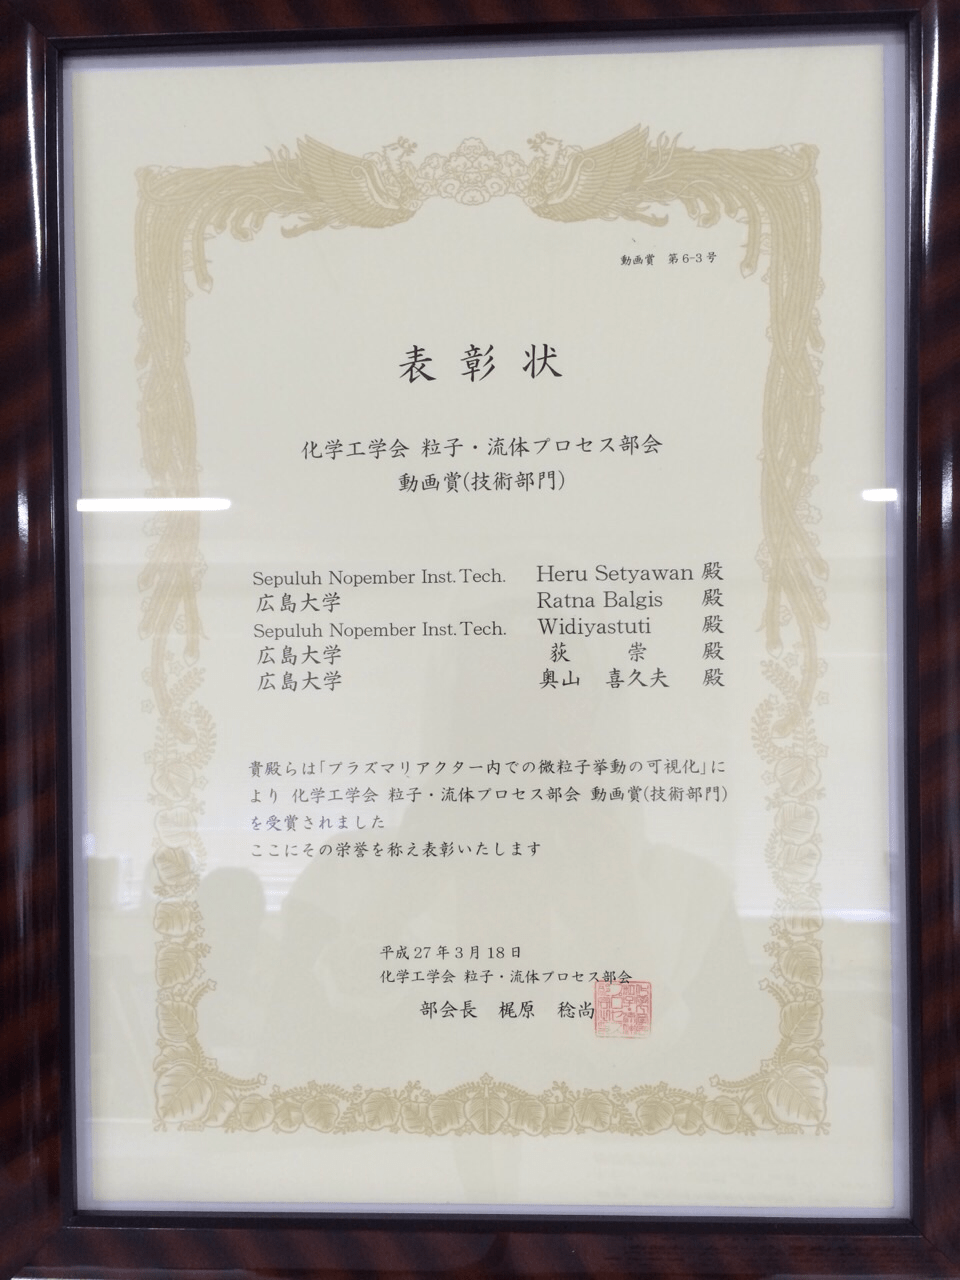 動画賞 第6-3号
表彰状
化学工学会 粒子・流体プロセス部会
動画賞(技術部門)
Sepuluh Nopember Inst. Tech. Heru Setyawan 殿
広島大学 Ratna Balgis 殿
Sepuluh Nopember Inst. Tech. Widiyastuti 殿
広島大学 荻 崇 殿
広島大学 奥山 喜久夫 殿
貴殿らは「プラズマリアクター内での微粒子挙動の可視化」に
より 化学工学会 粒子・流体プロセス部会 動画賞(技術部門)
を受賞されました
ここにその栄誉を称え表彰いたします
平成27年3月18日
化学工学会 粒子・流体プロセス部会
部会長 梶原 稔尚